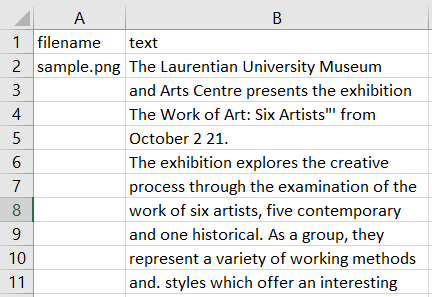 A B
1 filename text
2 sample.png The Laurentian University Museum
3 and Arts Centre presents the exhibition
4 The Work of Art: Six Artists"' from
5 October 2 21.
6 The exhibition explores the creative
7 process through the examination of the
8 work of six artists, five contemporary
9 and one historical. As a group, they
10 represent a variety of working methods
11 and. styles which offer an interesting